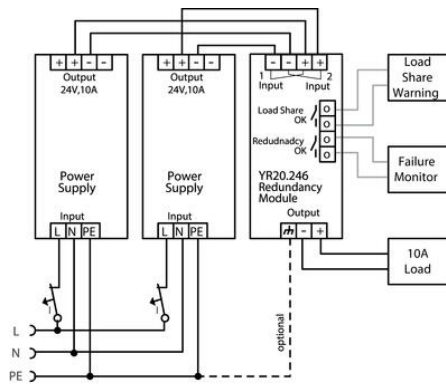 + + - -
Output
24V,10A
Power
Supply
Input
L N PE
+ + - -
Output
24V,10A
Power
Supply
Input
L N PE
- - + +
1 2
Input Input
Load Share
OK
Redudnadcy
OK
YR20.246
Redundancy
Module
Output
- +
Load
Share
Warning
Failure
Monitor
10A
Load
I
I
optional
L
N
PE